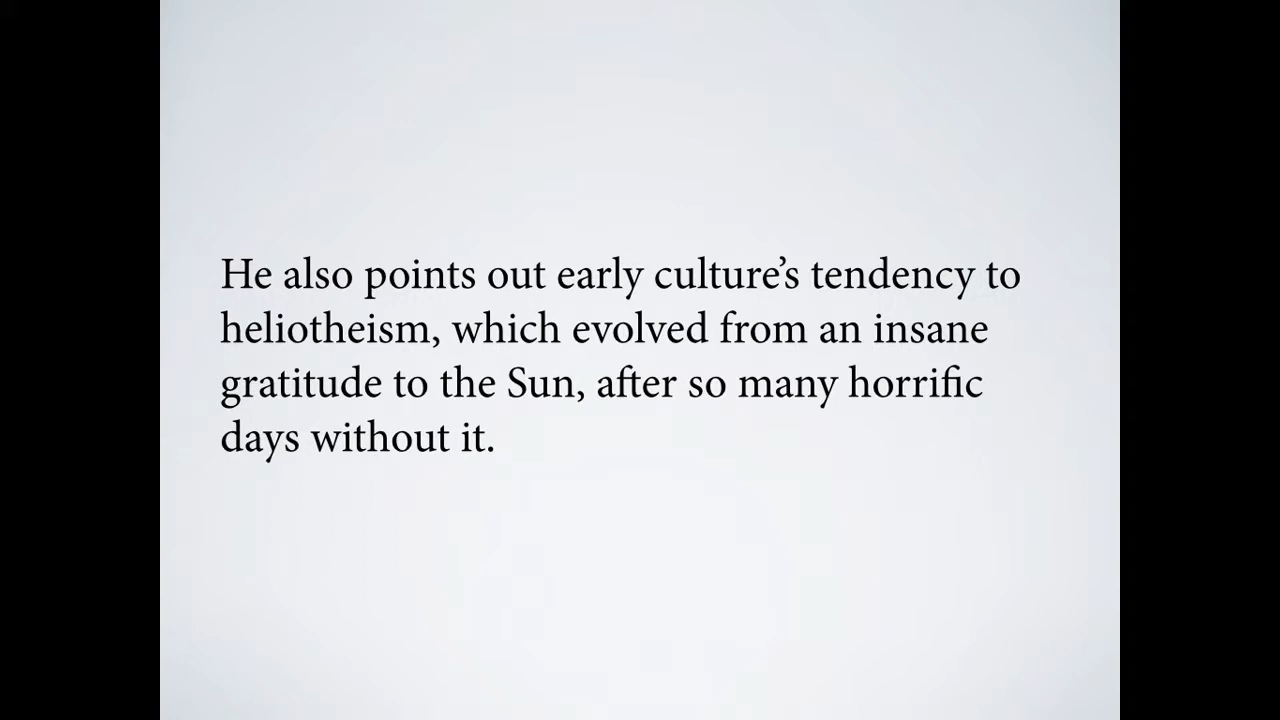 He also points out early culture’s tendency to
heliotheism, which evolved from an insane
gratitude to the Sun, after so many horrific
days without it.